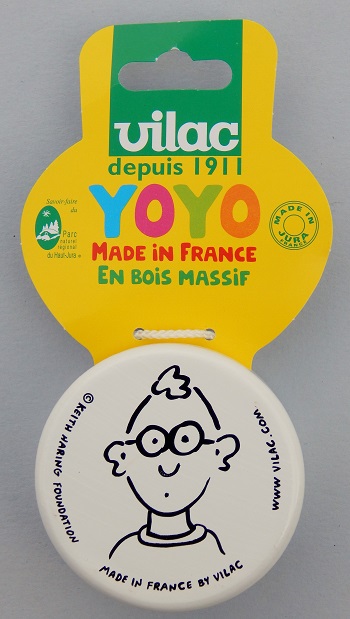 vilac
depuis 1911
YOYO
MADE IN FRANCE
EN BOIS MASSIF
Savoir-faire du
Parc
naturel
régional
du Haut-Jura
MADE IN
JURA
FRANCE
© KEITH HARING FOUNDATION
WWW.VILAC.COM
MADE IN FRANCE BY VILAC